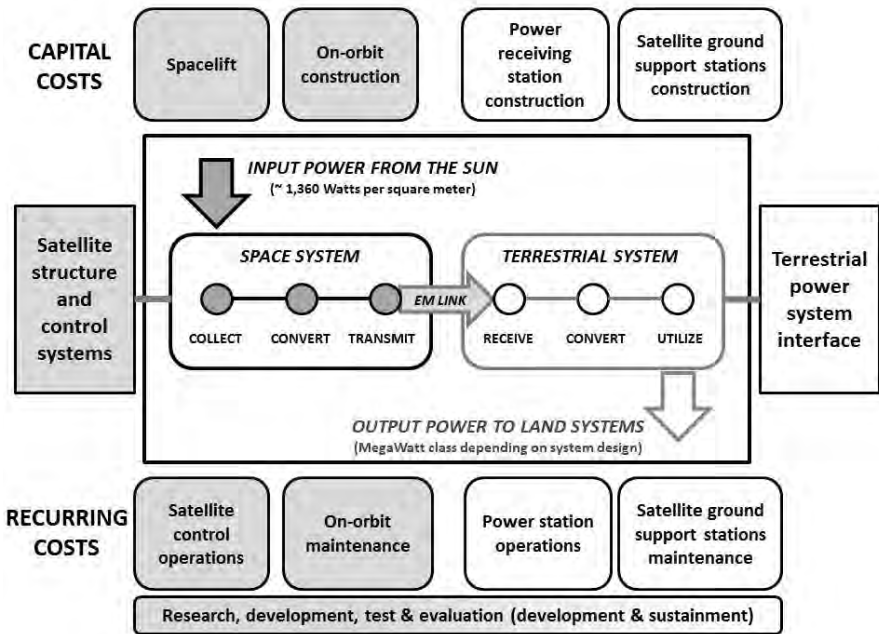 CAPITAL
COSTS
Spacelift
On-orbit
construction
Power
receiving
station
construction
Satellite ground
support stations
construction
INPUT POWER FROM THE SUN
(~ 1,360 Watts per square meter)
Satellite
structure
and
control
systems
SPACE SYSTEM
COLLECT
CONVERT
TRANSMIT
EM LINK
TERRESTRIAL SYSTEM
RECEIVE
CONVERT
UTILIZE
Terrestrial
power
system
interface
OUTPUT POWER TO LAND SYSTEMS
(MegaWatt class depending on system design)
RECURRING
COSTS
Satellite
control
operations
On-orbit
maintenance
Power station
operations
Satellite ground
support stations
maintenance
Research, development, test & evaluation (development & sustainment)